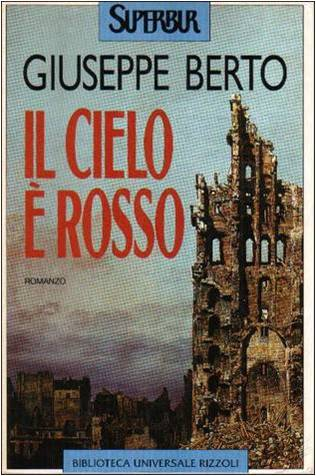 SUPERBUR
GIUSEPPE BERTO
IL CIELO
È ROSSO
ROMANZO
BIBLIOTECA UNIVERSALE RIZZOLI